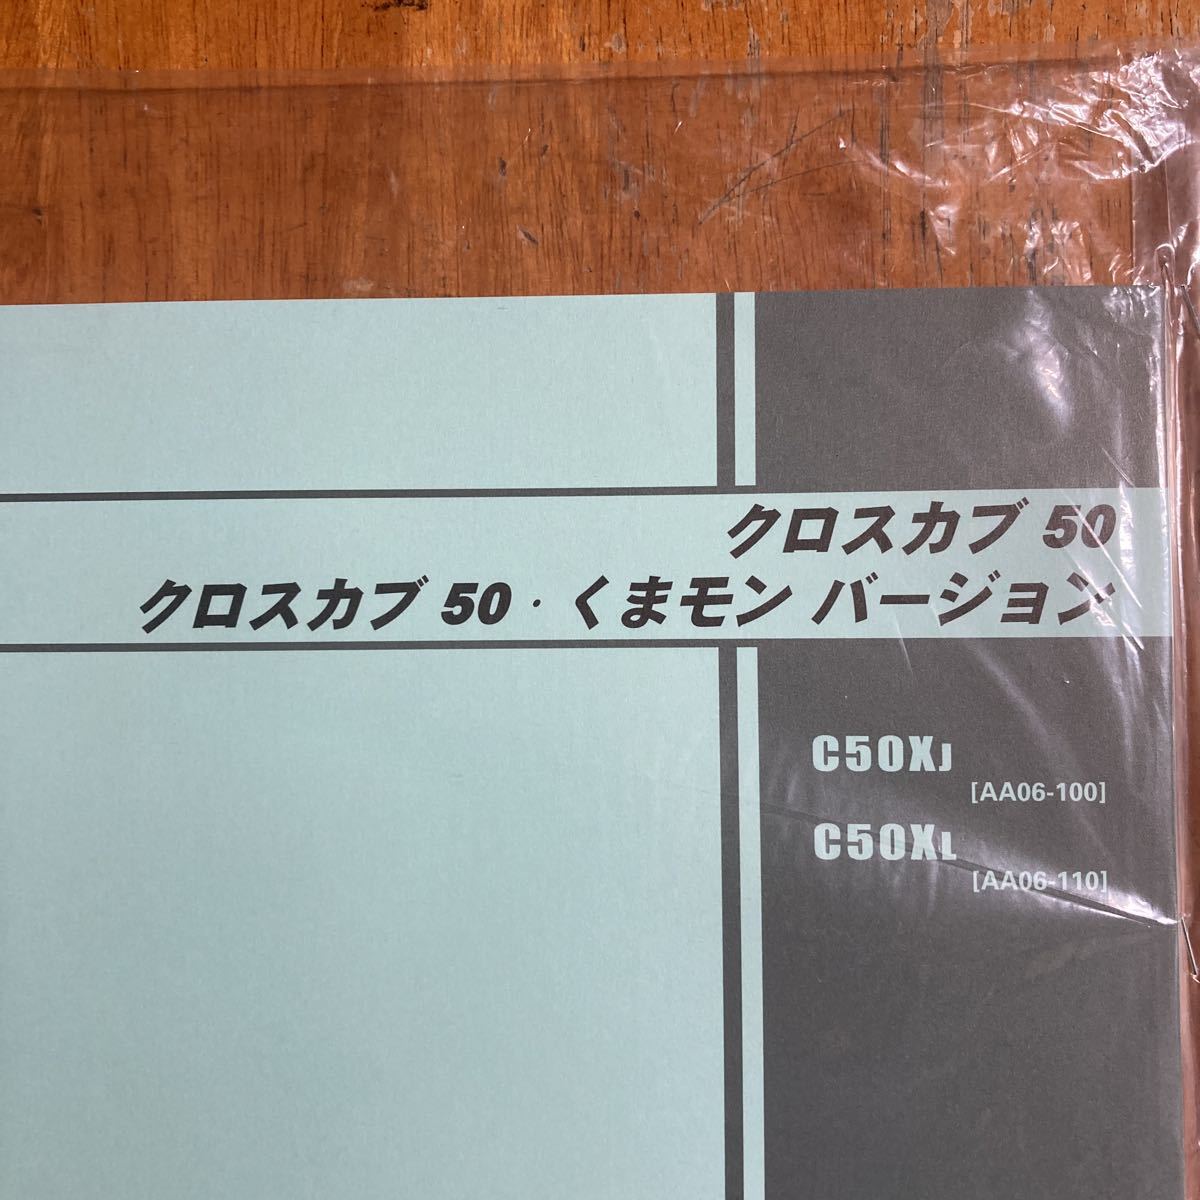 クロスカブ 50
クロスカブ 50・くまモン バージョン
C50XJ
[AA06-100]
C50XL
[AA06-110]